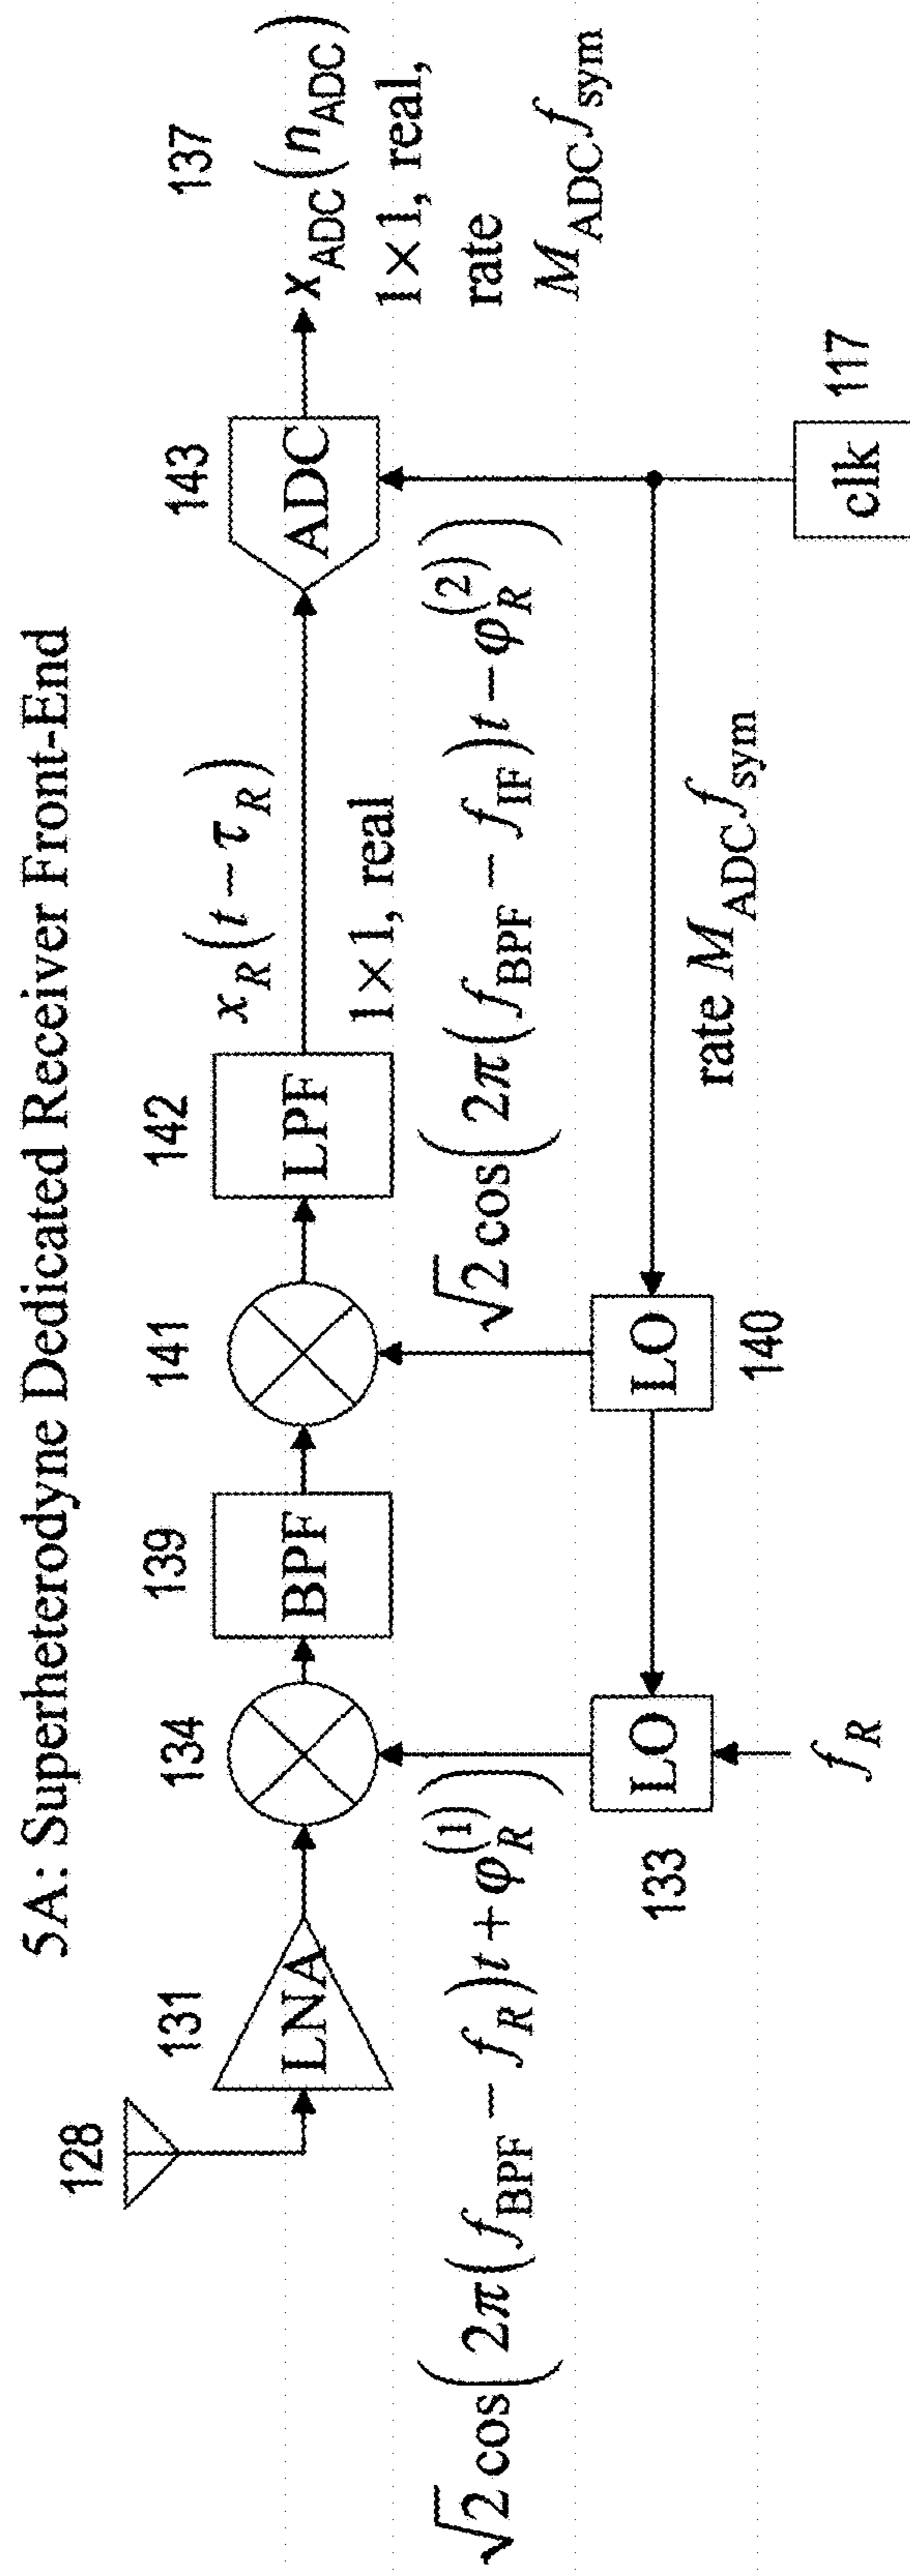 5A: Superheterodyne Dedicated Receiver Front-End
128
131
LNA
134
139
BPF
141
142
LPF
x_R(t − τ_R)
1×1, real
143
ADC
137
x_ADC(n_ADC)
1×1, real,
rate
M_ADC f_sym
√2 cos(2π(f_BPF − f_R)t + φ_R^(1))
√2 cos(2π(f_BPF − f_IF)t − φ_R^(2))
133
LO
f_R
LO
140
rate M_ADC f_sym
clk
117